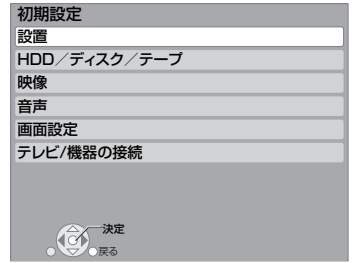 初期設定
設置
HDD／ディスク／テープ
映像
音声
画面設定
テレビ/機器の接続
決定
戻る